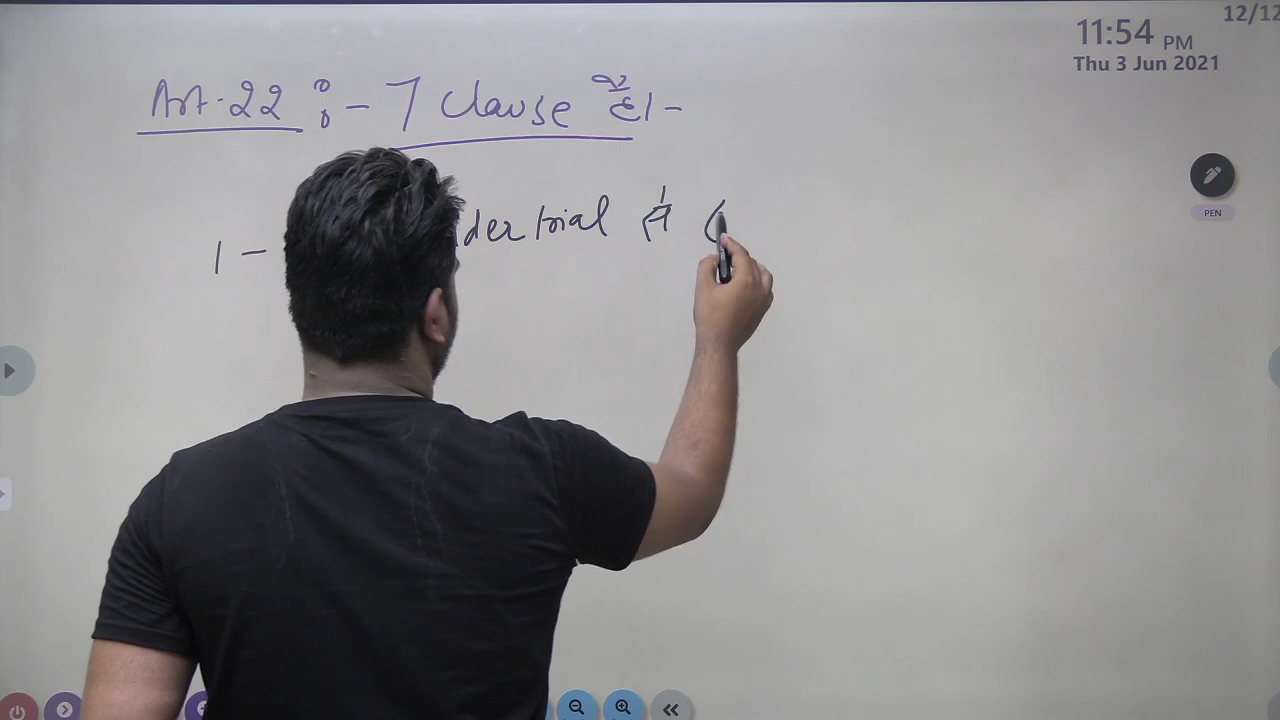 12/12
11:54 PM
Thu 3 Jun 2021
Art. 22 :- 7 Clause है।-
PEN
1 - der trial